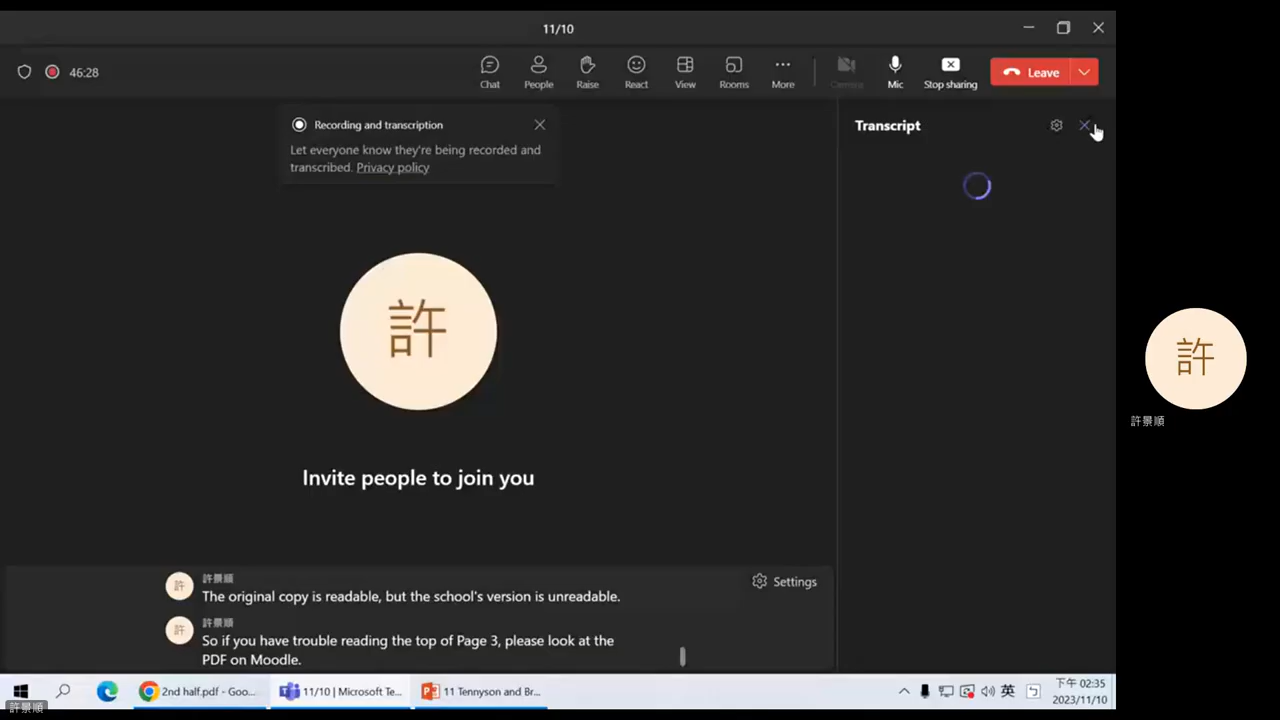 11/10
46:28
Chat
People
Raise
React
View
Rooms
More
Camera
Mic
Stop sharing
Leave
Recording and transcription
Let everyone know they're being recorded and
transcribed. Privacy policy
Transcript
許
Invite people to join you
許
許景順
許景順
The original copy is readable, but the school's version is unreadable.
Settings
許景順
So if you have trouble reading the top of Page 3, please look at the
PDF on Moodle.
許
許
2nd half.pdf - Goo...
11/10 | Microsoft Te...
11 Tennyson and Br...
英
下午 02:35
2023/11/10
許景順